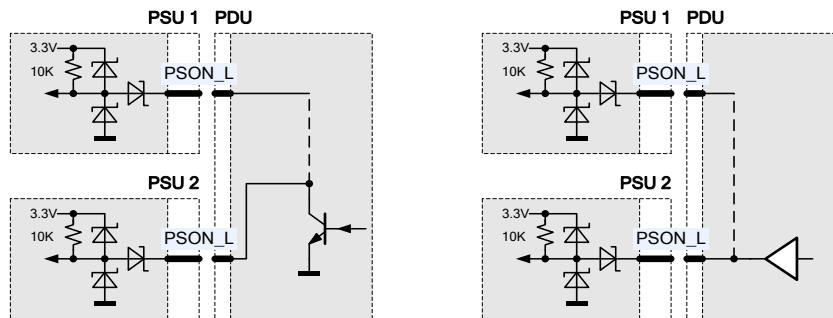 PSU 1 PDU
3.3V
10K
PSON_L
PSU 2
3.3V
10K
PSON_L
PSU 1 PDU
3.3V
10K
PSON_L
PSU 2
3.3V
10K
PSON_L